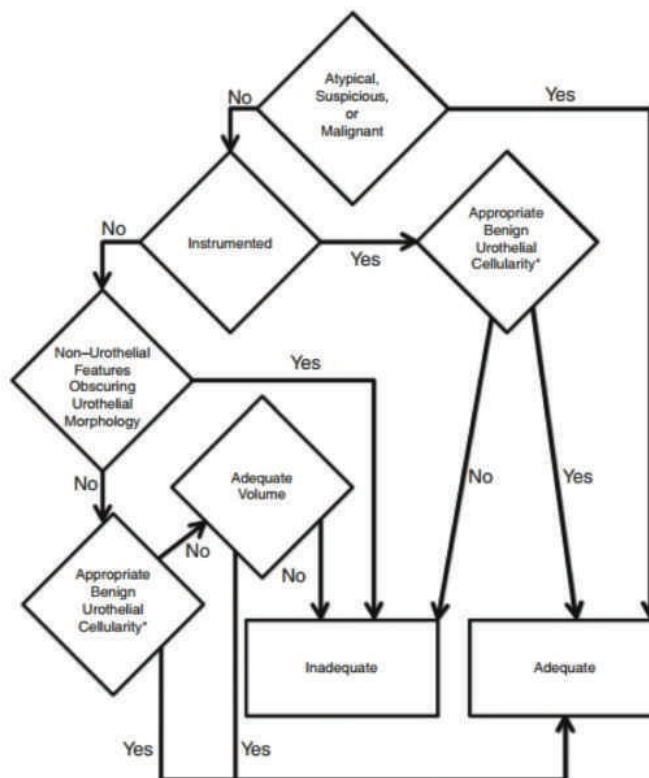 Atypical,
Suspicious,
or
Malignant
No
Yes
Instrumented
No
Yes
Appropriate
Benign
Urothelial
Cellularity*
Non–Urothelial
Features
Obscuring
Urothelial
Morphology
Yes
No
Adequate
Volume
No
Yes
No
No
Appropriate
Benign
Urothelial
Cellularity*
Inadequate
Adequate
Yes
Yes